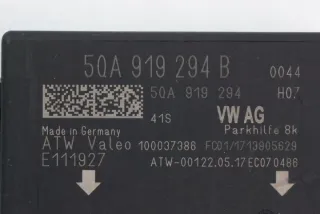 5QA 919 294 B 0044
5QA 919 294 H07
41S VW AG
Made in Germany Parkhilfe 8k
ATW Valeo 100037386 FC01/1713805629
E111927 ATW-00122.05.17EC070488